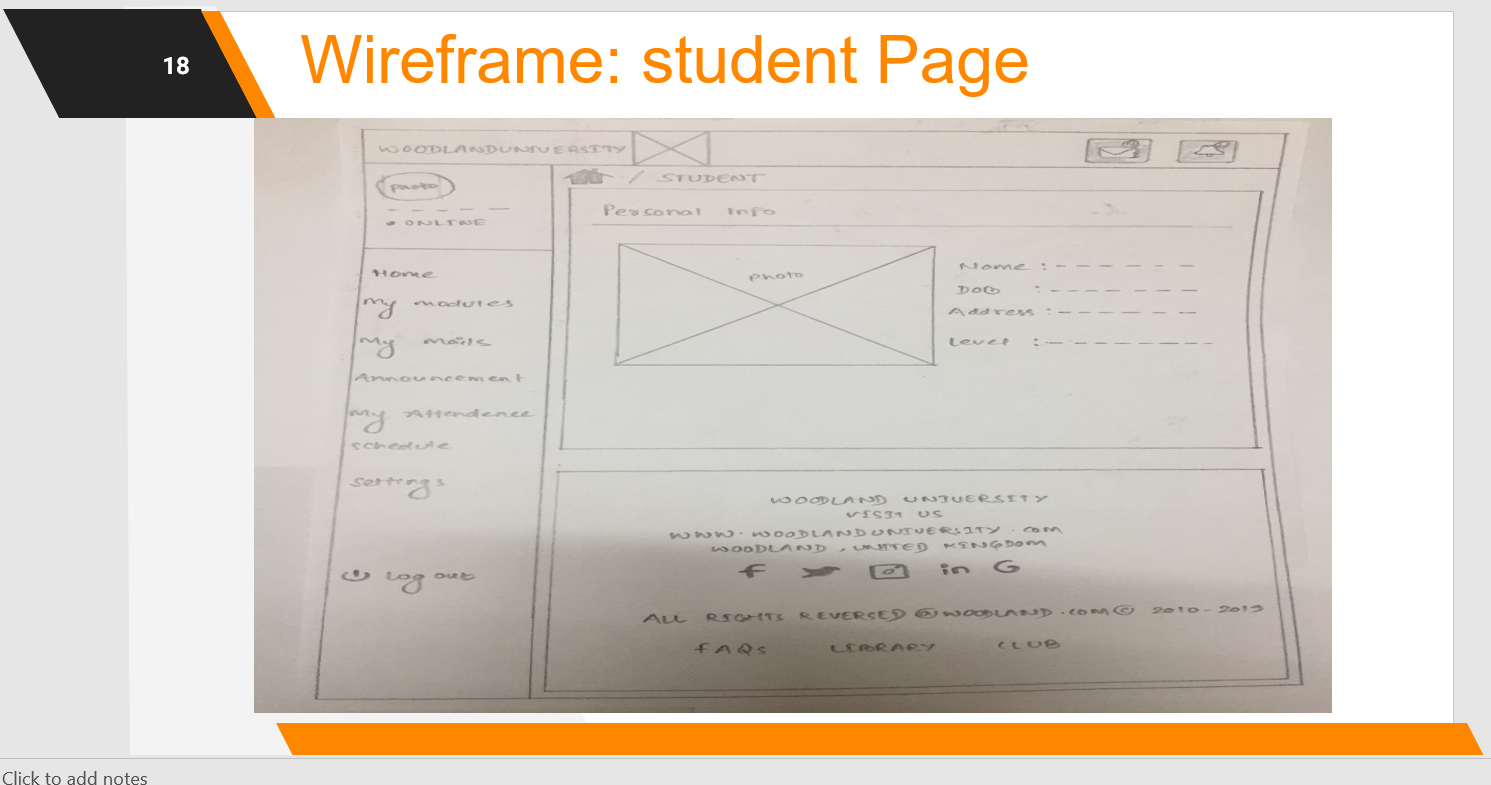 18
Wireframe: student Page
WOODLANDUNIVERSITY
photo
ONLINE
Home
My modules
My mails
Announcement
My Attendence
schedule
settings
Log out
/ STUDENT
Personal Info
photo
Name : - - - - - -
DOB : - - - - - - -
Address : - - - - - -
Level : - - - - - - - -
WOODLAND UNIVERSITY
VISIT US
WWW.WOODLANDUNIVERSITY.com
WOODLAND , UNITED KINGDOM
f in G
ALL RIGHTS REVERSED @WOODLAND.COM© 2010-2019
FAQs LIBRARY CLUB
Click to add notes